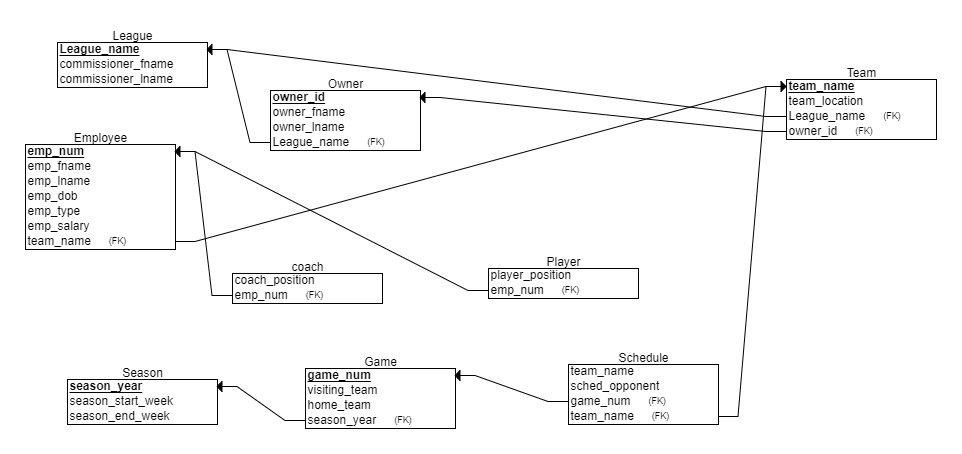 League
League_name
commissioner_fname
commissioner_lname
Owner
owner_id
owner_fname
owner_lname
League_name (FK)
Team
team_name
team_location
League_name (FK)
owner_id (FK)
Employee
emp_num
emp_fname
emp_lname
emp_dob
emp_type
emp_salary
team_name (FK)
coach
coach_position
emp_num (FK)
Player
player_position
emp_num (FK)
Season
season_year
season_start_week
season_end_week
Game
game_num
visiting_team
home_team
season_year (FK)
Schedule
team_name
sched_opponent
game_num (FK)
team_name (FK)